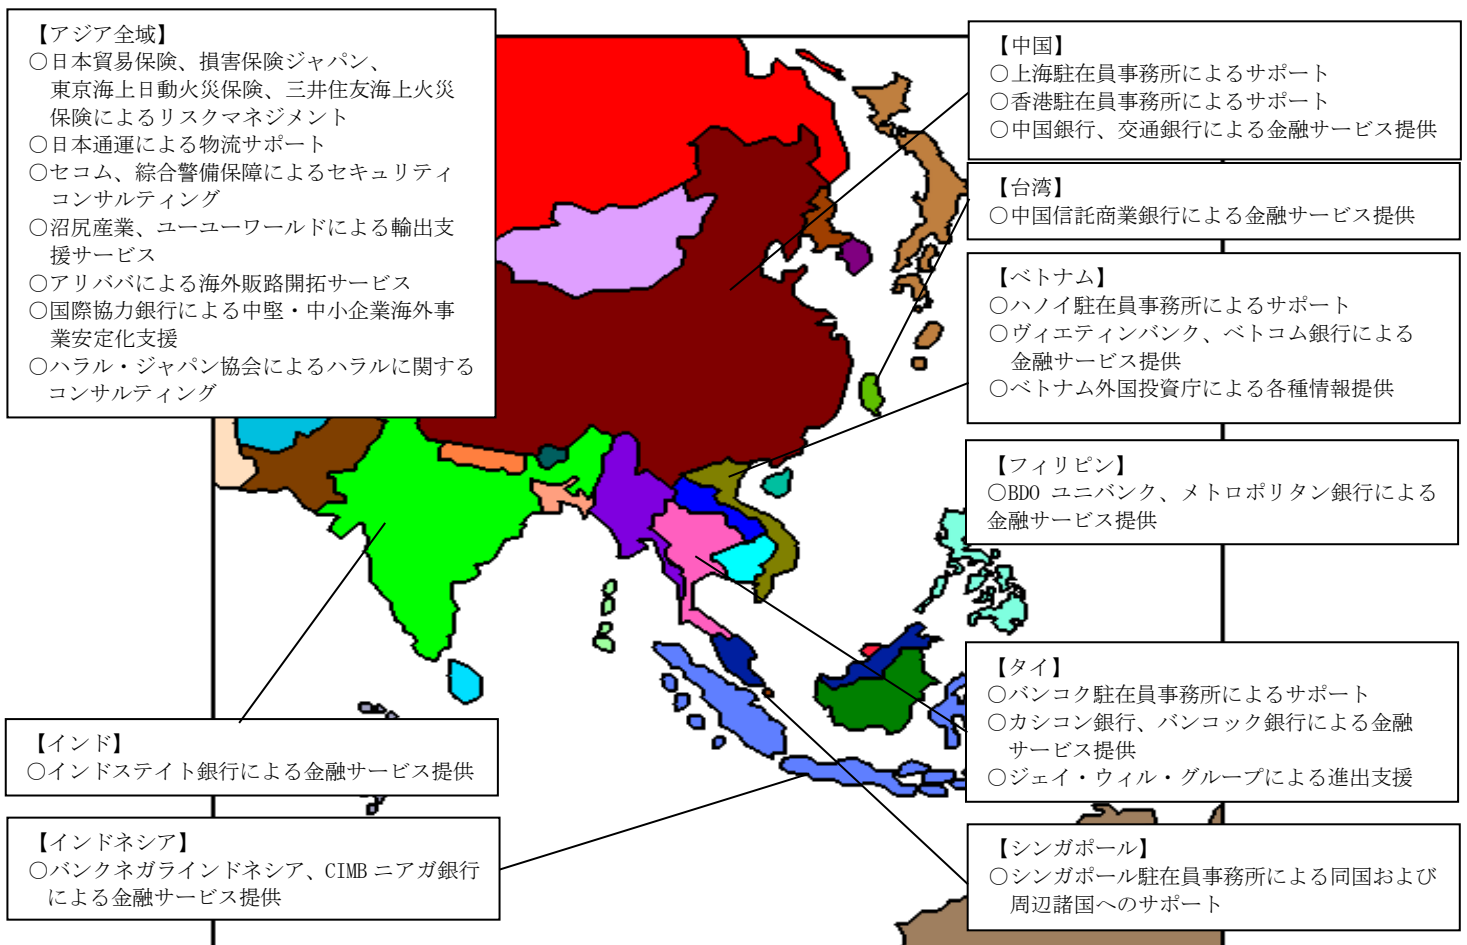 【アジア全域】
○日本貿易保険、損害保険ジャパン、
東京海上日動火災保険、三井住友海上火災
保険によるリスクマネジメント
○日本通運による物流サポート
○セコム、綜合警備保障によるセキュリティ
コンサルティング
○沼尻産業、ユーユーワールドによる輸出支
援サービス
○アリババによる海外販路開拓サービス
○国際協力銀行による中堅・中小企業海外事
業安定化支援
○ハラル・ジャパン協会によるハラルに関する
コンサルティング
【中国】
○上海駐在員事務所によるサポート
○香港駐在員事務所によるサポート
○中国銀行、交通銀行による金融サービス提供
【台湾】
○中国信託商業銀行による金融サービス提供
【ベトナム】
○ハノイ駐在員事務所によるサポート
○ヴィエティンバンク、ベトコム銀行による
金融サービス提供
○ベトナム外国投資庁による各種情報提供
【フィリピン】
○BDO ユニバンク、メトロポリタン銀行による
金融サービス提供
【タイ】
○バンコク駐在員事務所によるサポート
○カシコン銀行、バンコック銀行による金融
サービス提供
○ジェイ・ウィル・グループによる進出支援
【シンガポール】
○シンガポール駐在員事務所による同国および
周辺諸国へのサポート
【インド】
○インドステイト銀行による金融サービス提供
【インドネシア】
○バンクネガラインドネシア、CIMB ニアガ銀行
による金融サービス提供